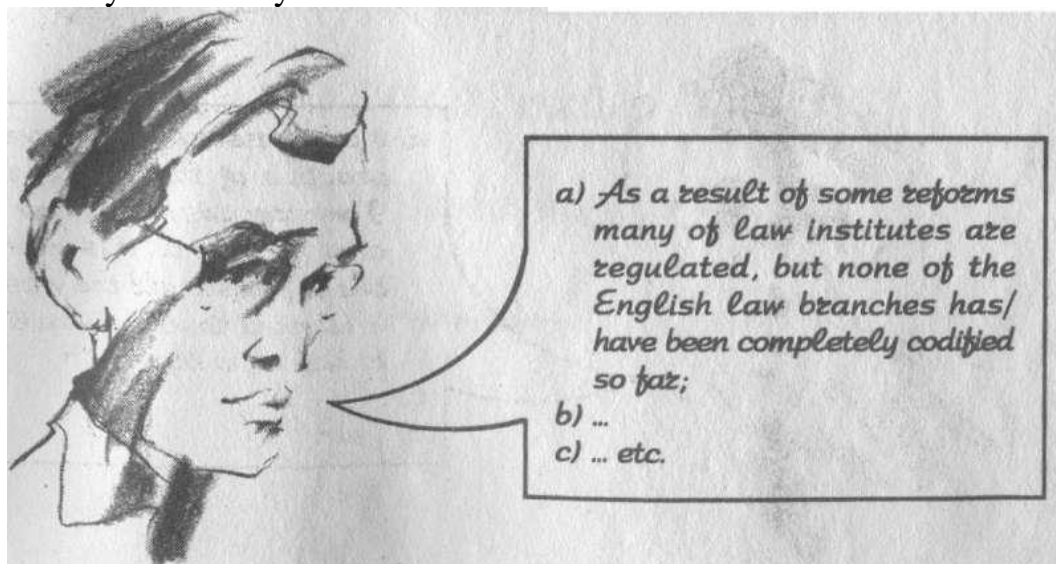 a) As a result of some reforms
many of law institutes are
regulated, but none of the
English law branches has/
have been completely codified
so far;
b) ...
c) ... etc.